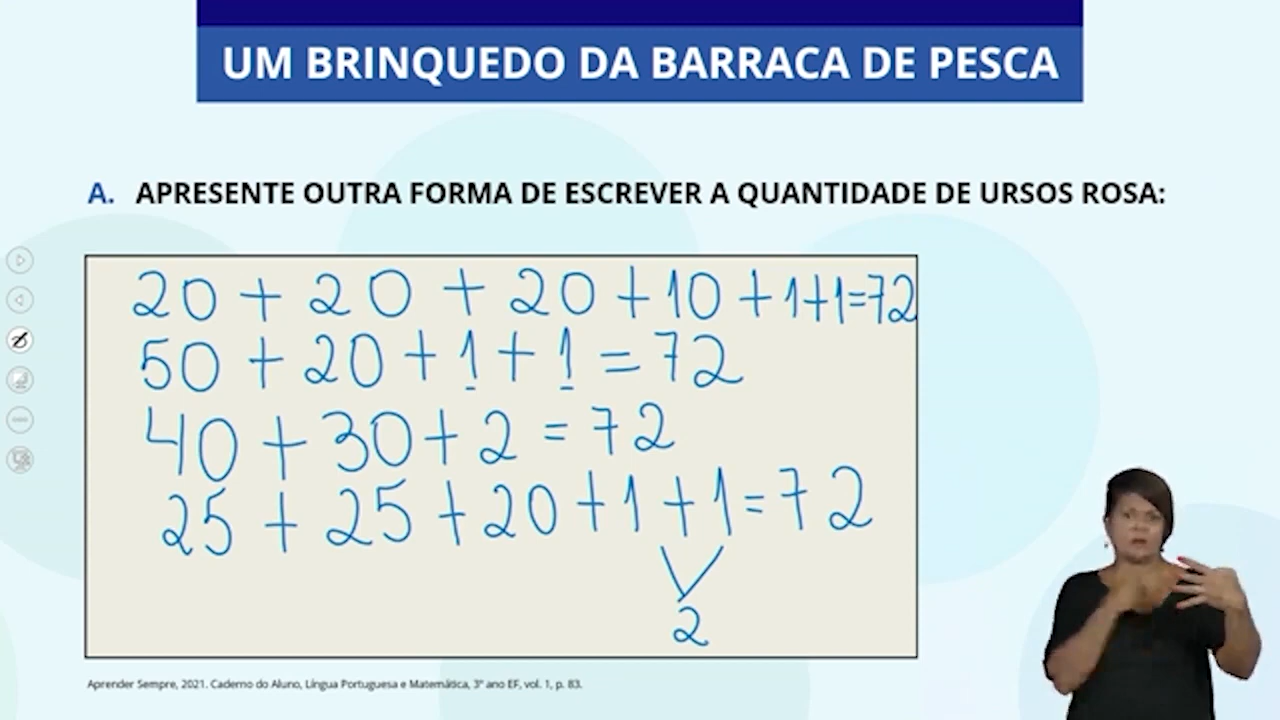 UM BRINQUEDO DA BARRACA DE PESCA
A. APRESENTE OUTRA FORMA DE ESCREVER A QUANTIDADE DE URSOS ROSA:
20 + 20 + 20 + 10 + 1 + 1 = 72
50 + 20 + 1 + 1 = 72
40 + 30 + 2 = 72
25 + 25 + 20 + 1 + 1 = 72
2
Aprender Sempre, 2021. Caderno do Aluno, Língua Portuguesa e Matemática, 3º ano EF, vol. 1, p. 83.